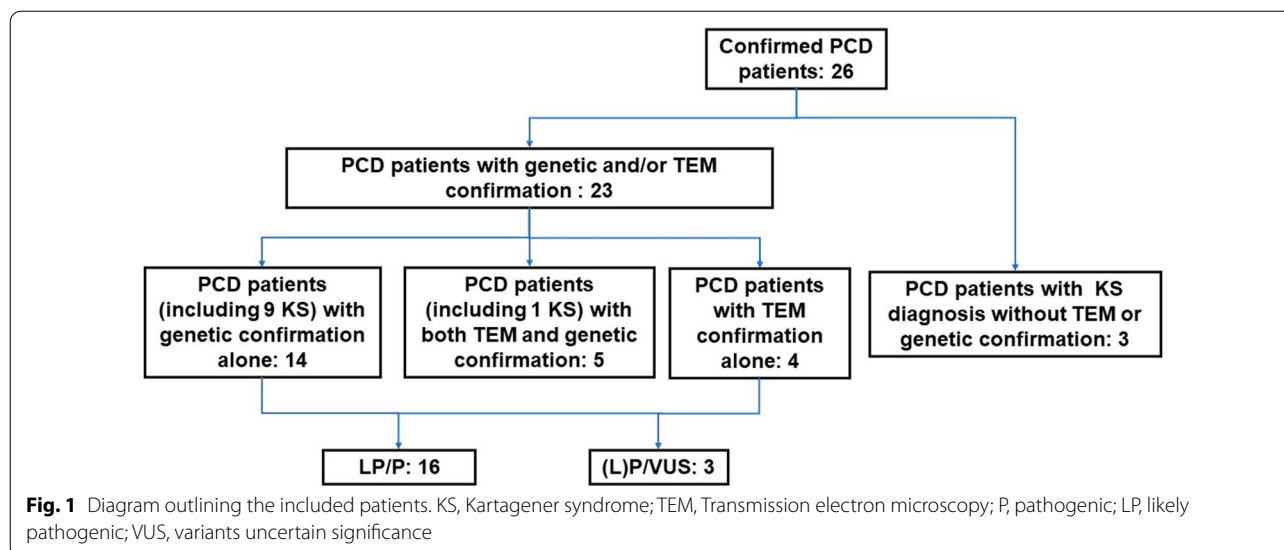 Confirmed PCD
patients: 26
PCD patients with genetic and/or TEM
confirmation : 23
PCD patients
(including 9 KS) with
genetic confirmation
alone: 14
PCD patients
(including 1 KS) with
both TEM and genetic
confirmation: 5
PCD patients
with TEM
confirmation
alone: 4
PCD patients with KS
diagnosis without TEM or
genetic confirmation: 3
LP/P: 16
(L)P/VUS: 3
Fig. 1 Diagram outlining the included patients. KS, Kartagener syndrome; TEM, Transmission electron microscopy; P, pathogenic; LP, likely
pathogenic; VUS, variants uncertain significance